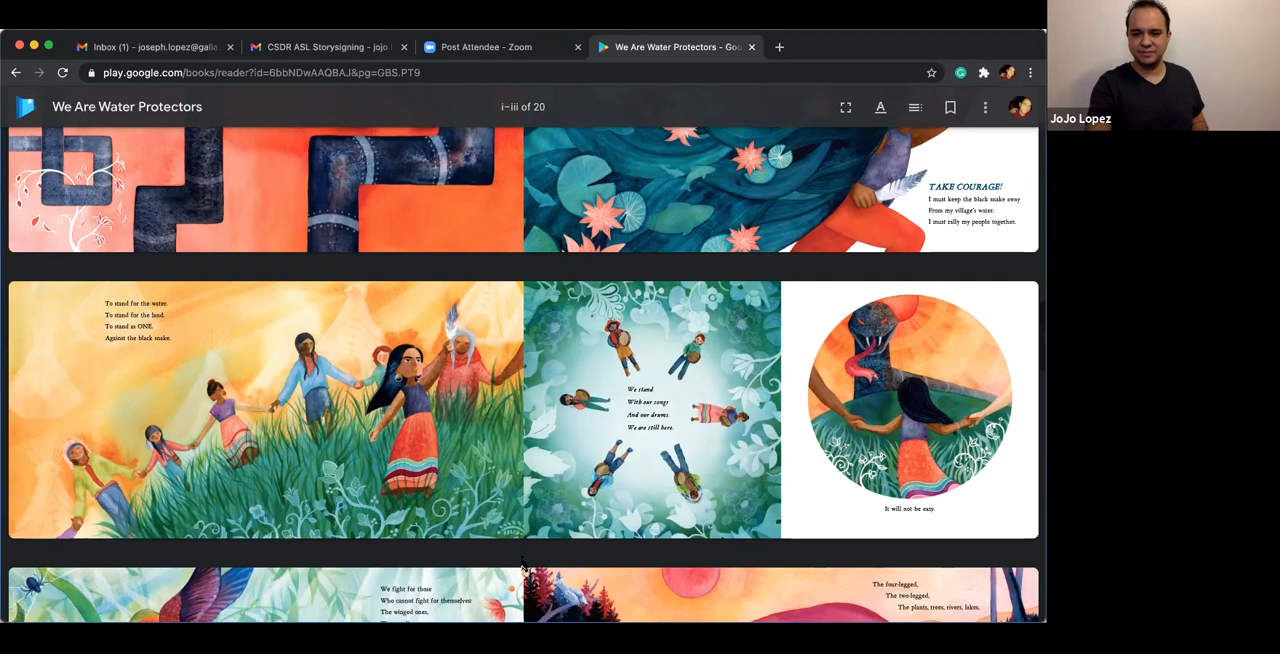 Inbox (1) - joseph.lopez@galla
CSDR ASL Storysigning - jojo.
Post Attendee - Zoom
We Are Water Protectors - Goo
play.google.com/books/reader?id=6bbNDwAAQBAJ&pg=GBS.PT9
We Are Water Protectors
i–iii of 20
A
JoJo Lopez
TAKE COURAGE!
I must keep the black snake away
From my village's water.
I must rally my people together.
To stand for the water.
To stand for the land.
To stand as ONE.
Against the black snake.
We stand
With our songs
And our drums.
We are still here.
It will not be easy.
We fight for those
Who cannot fight for themselves:
The winged ones,
The four-legged,
The two-legged,
The plants, trees, rivers, lakes,